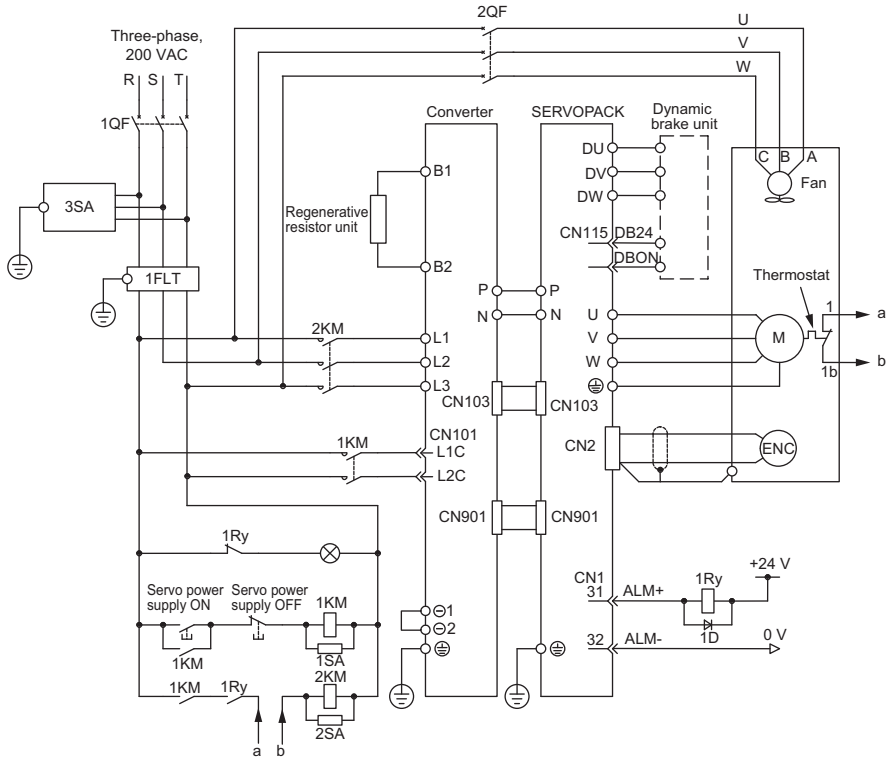 2QF
U
V
W
Three-phase,
200 VAC
R S T
1QF
Converter
SERVOPACK
Dynamic
brake unit
C B A
Fan
DU
DV
DW
B1
3SA
Regenerative
resistor unit
CN115 DB24
DBON
B2
1FLT
Thermostat
P P
N N
1
a
2KM
U
V
W
M
L1
L2
L3
1b
b
CN103
CN103
CN2
1KM
CN101
L1C
L2C
ENC
CN901
CN901
1Ry
+24 V
CN1
31 ALM+
1Ry
Servo power
supply ON
Servo power
supply OFF
1KM
1D
⊖1
⊖2
1KM
1SA
32 ALM-
0 V
1KM
1Ry
2KM
2SA
a b